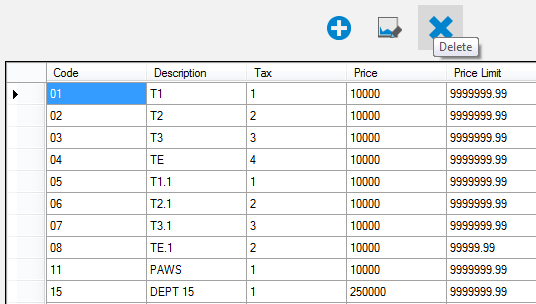 Delete
Code Description Tax Price Price Limit
01 T1 1 10000 9999999.99
02 T2 2 10000 9999999.99
03 T3 3 10000 9999999.99
04 TE 4 10000 9999999.99
05 T1.1 1 10000 9999999.99
06 T2.1 2 10000 9999999.99
07 T3.1 3 10000 9999999.99
08 TE.1 2 10000 99999.99
11 PAWS 1 10000 9999999.99
15 DEPT 15 1 250000 9999999.99